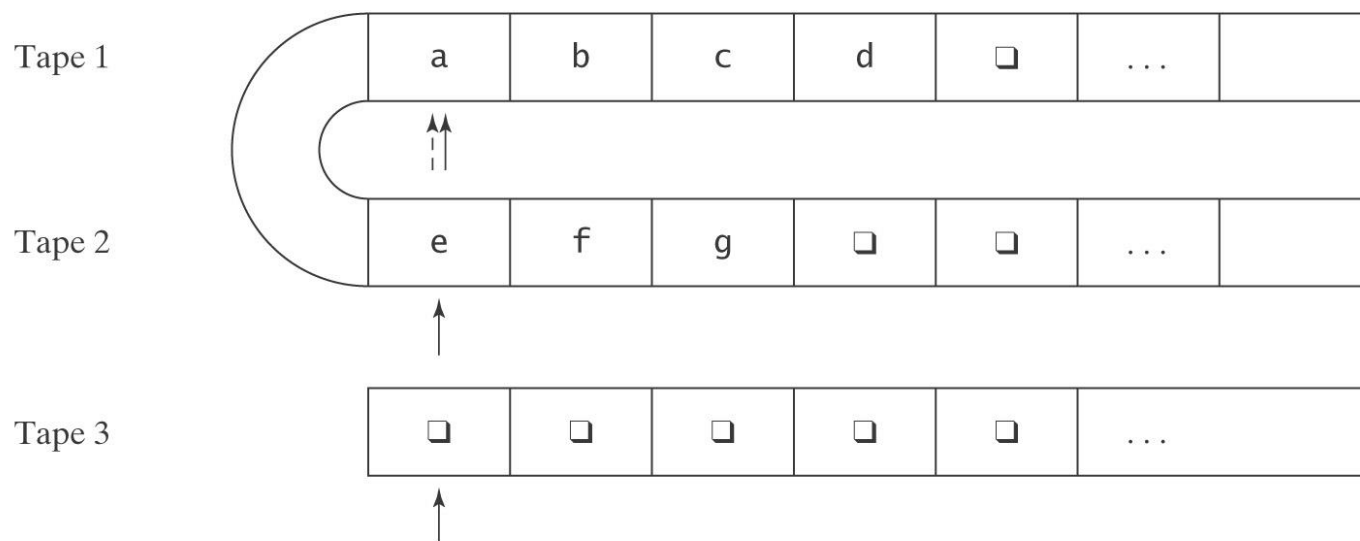 Tape 1 a b c d ❏ ...
Tape 2 e f g ❏ ❏ ...
Tape 3 ❏ ❏ ❏ ❏ ❏ ...